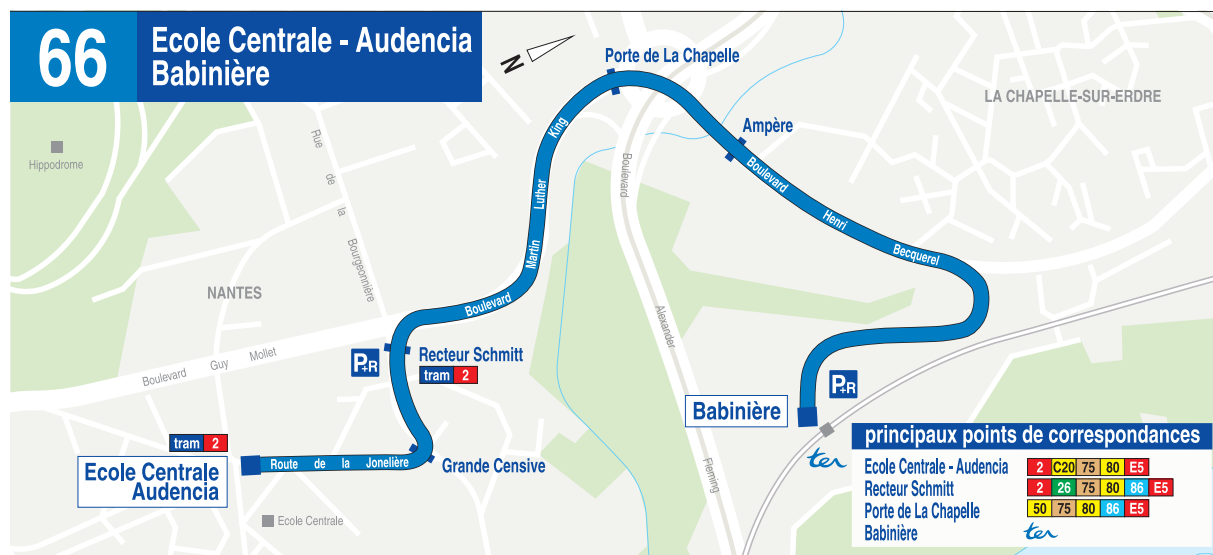 66
Ecole Centrale - Audencia
Babinière
N
Porte de La Chapelle
LA CHAPELLE-SUR-ERDRE
Ampère
Hippodrome
Rue de la Bourgeonnière
Boulevard Martin Luther King
Boulevard Henri Becquerel
Boulevard Alexander Fleming
NANTES
Boulevard Guy Mollet
P+R
Recteur Schmitt
tram 2
P+R
Babinière
ter
tram 2
Ecole Centrale
Audencia
Route de la Jonelière
Grande Censive
Ecole Centrale
principaux points de correspondances
Ecole Centrale - Audencia 2 C20 75 80 E5
Recteur Schmitt 2 26 75 80 86 E5
Porte de La Chapelle 50 75 80 86 E5
Babinière ter